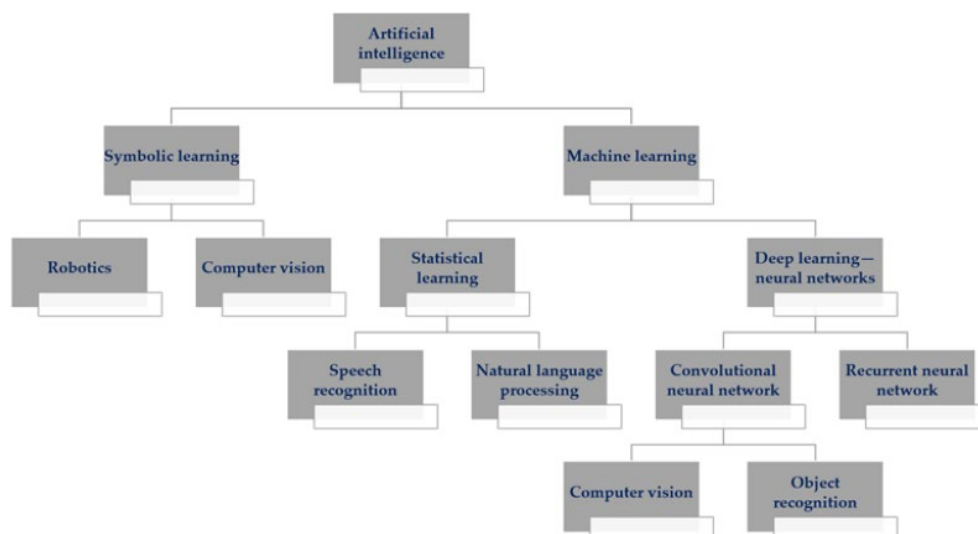 Artificial
intelligence
Symbolic learning
Machine learning
Robotics
Computer vision
Statistical
learning
Deep learning—
neural networks
Speech
recognition
Natural language
processing
Convolutional
neural network
Recurrent neural
network
Computer vision
Object
recognition